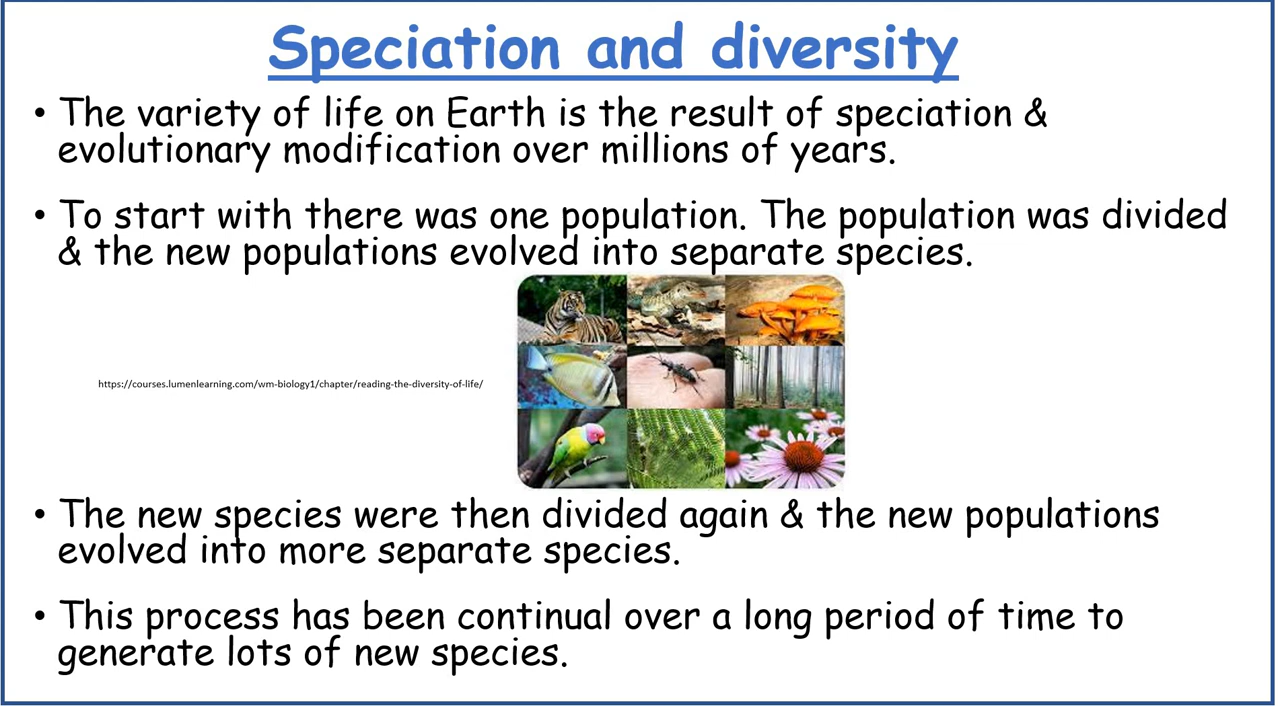 Speciation and diversity
• The variety of life on Earth is the result of speciation &
evolutionary modification over millions of years.
• To start with there was one population. The population was divided
& the new populations evolved into separate species.
https://courses.lumenlearning.com/wm-biology1/chapter/reading-the-diversity-of-life/
• The new species were then divided again & the new populations
evolved into more separate species.
• This process has been continual over a long period of time to
generate lots of new species.